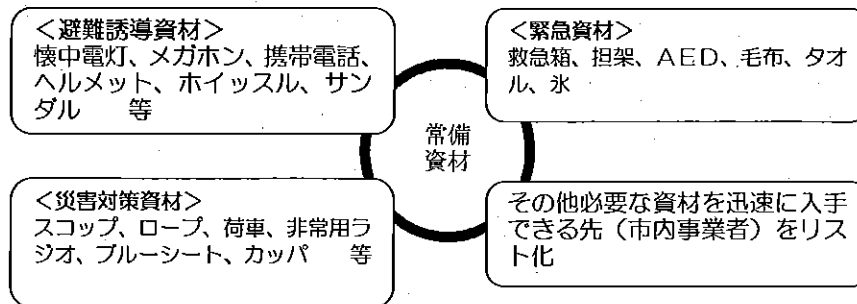 ＜避難誘導資材＞
懐中電灯、メガホン、携帯電話、
ヘルメット、ホイッスル、サン
ダル　　等
＜緊急資材＞
救急箱、担架、ＡＥＤ、毛布、タオ
ル、氷
常備
資材
＜災害対策資材＞
スコップ、ロープ、荷車、非常用ラ
ジオ、ブルーシート、カッパ　　等
その他必要な資材を迅速に入手
できる先（市内事業者）をリス
ト化